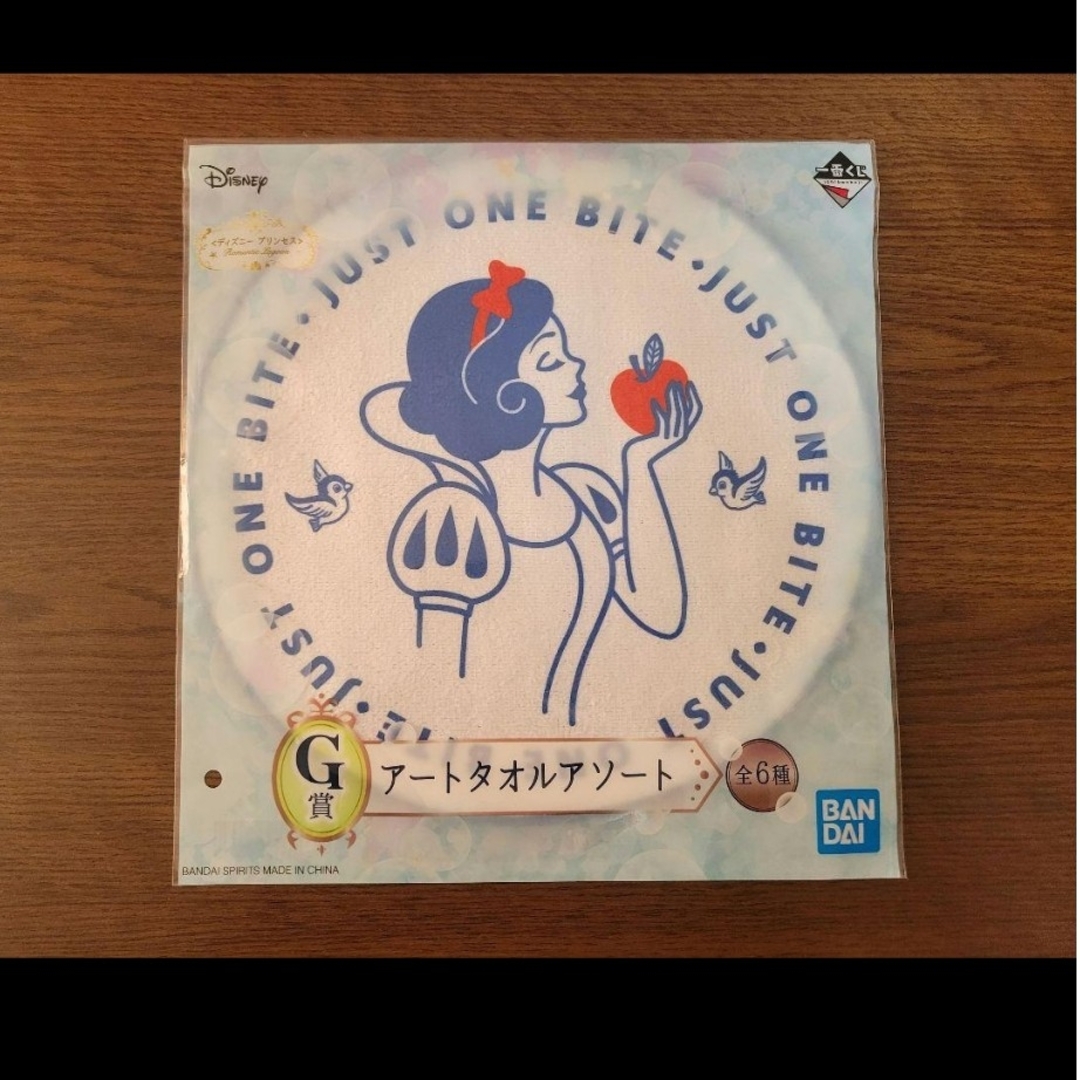 Disney
一番くじ
<ディズニー プリンセス>
JUST ONE BITE • JUST ONE BITE • JUST ONE BITE • JUST ONE BITE •
G賞
アートタオルアソート
全6種
BAN
DAI
BANDAI SPIRITS MADE IN CHINA